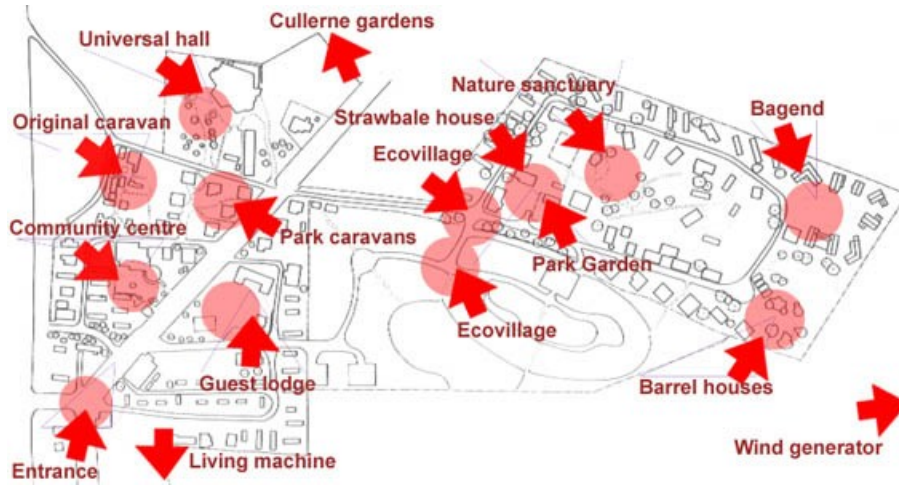 Cullerne gardens
Universal hall
Nature sanctuary
Bagend
Strawbale house
Original caravan
Ecovillage
Community centre
Park caravans
Park Garden
Ecovillage
Guest lodge
Barrel houses
Wind generator
Living machine
Entrance